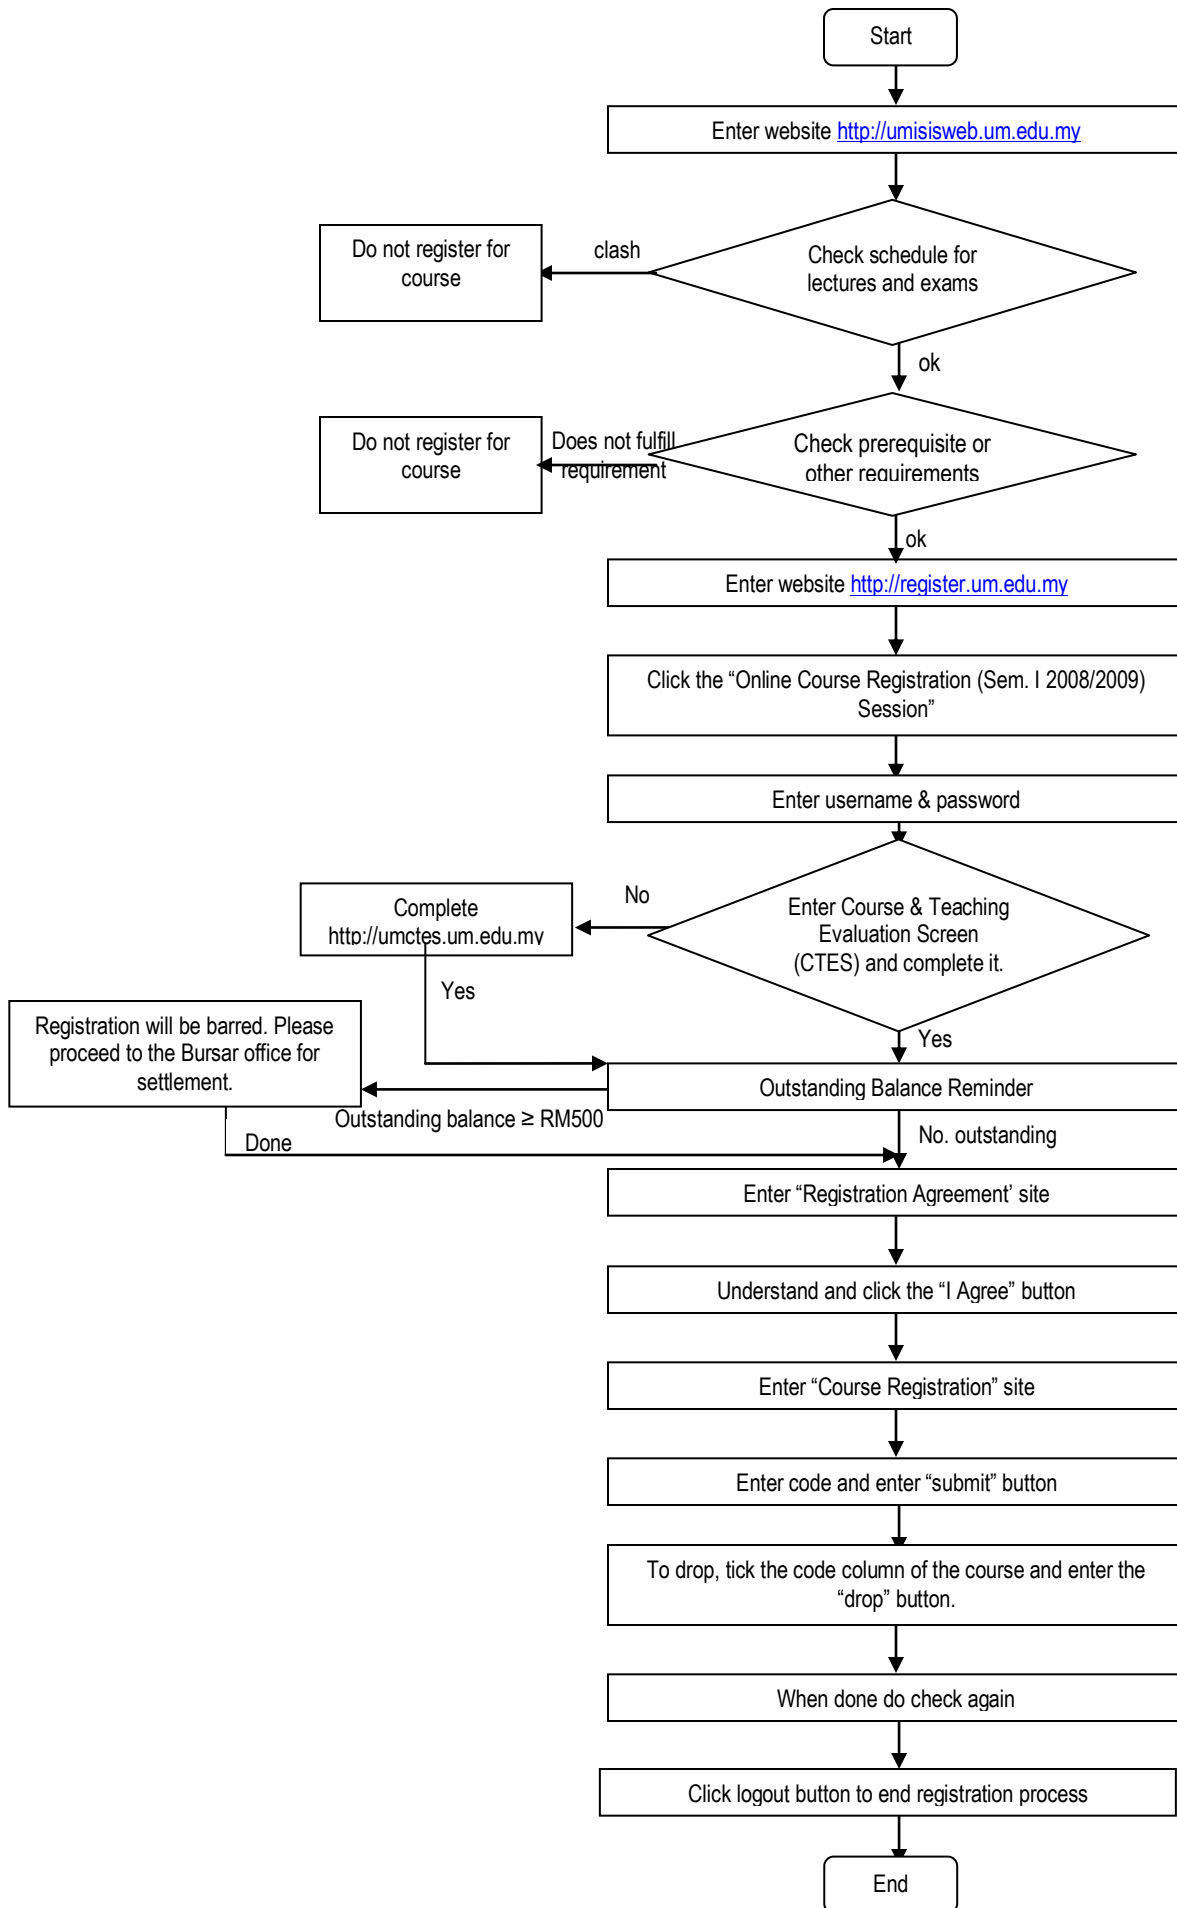 Start
Enter website http://umisisweb.um.edu.my
Check schedule for
lectures and exams
clash
Do not register for
course
ok
Check prerequisite or
other requirements
Does not fulfill
requirement
Do not register for
course
ok
Enter website http://register.um.edu.my
Click the “Online Course Registration (Sem. I 2008/2009)
Session”
Enter username & password
Enter Course & Teaching
Evaluation Screen
(CTES) and complete it.
No
Complete
http://umctes.um.edu.my
Yes
Yes
Outstanding Balance Reminder
Registration will be barred. Please
proceed to the Bursar office for
settlement.
Outstanding balance ≥ RM500
Done
No. outstanding
Enter “Registration Agreement’ site
Understand and click the “I Agree” button
Enter “Course Registration” site
Enter code and enter “submit” button
To drop, tick the code column of the course and enter the
“drop” button.
When done do check again
Click logout button to end registration process
End